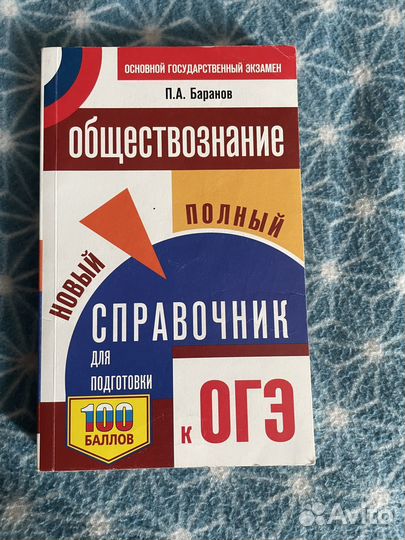 ОСНОВНОЙ ГОСУДАРСТВЕННЫЙ ЭКЗАМЕН
П.А. Баранов
ОБЩЕСТВОЗНАНИЕ
НОВЫЙ
ПОЛНЫЙ
СПРАВОЧНИК
ДЛЯ
ПОДГОТОВКИ
к ОГЭ
100
БАЛЛОВ
Avito